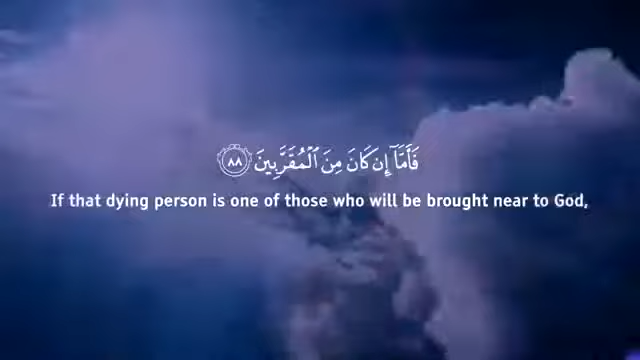 فَأَمَّآ إِن كَانَ مِنَ ٱلْمُقَرَّبِينَ ٨٨
If that dying person is one of those who will be brought near to God,